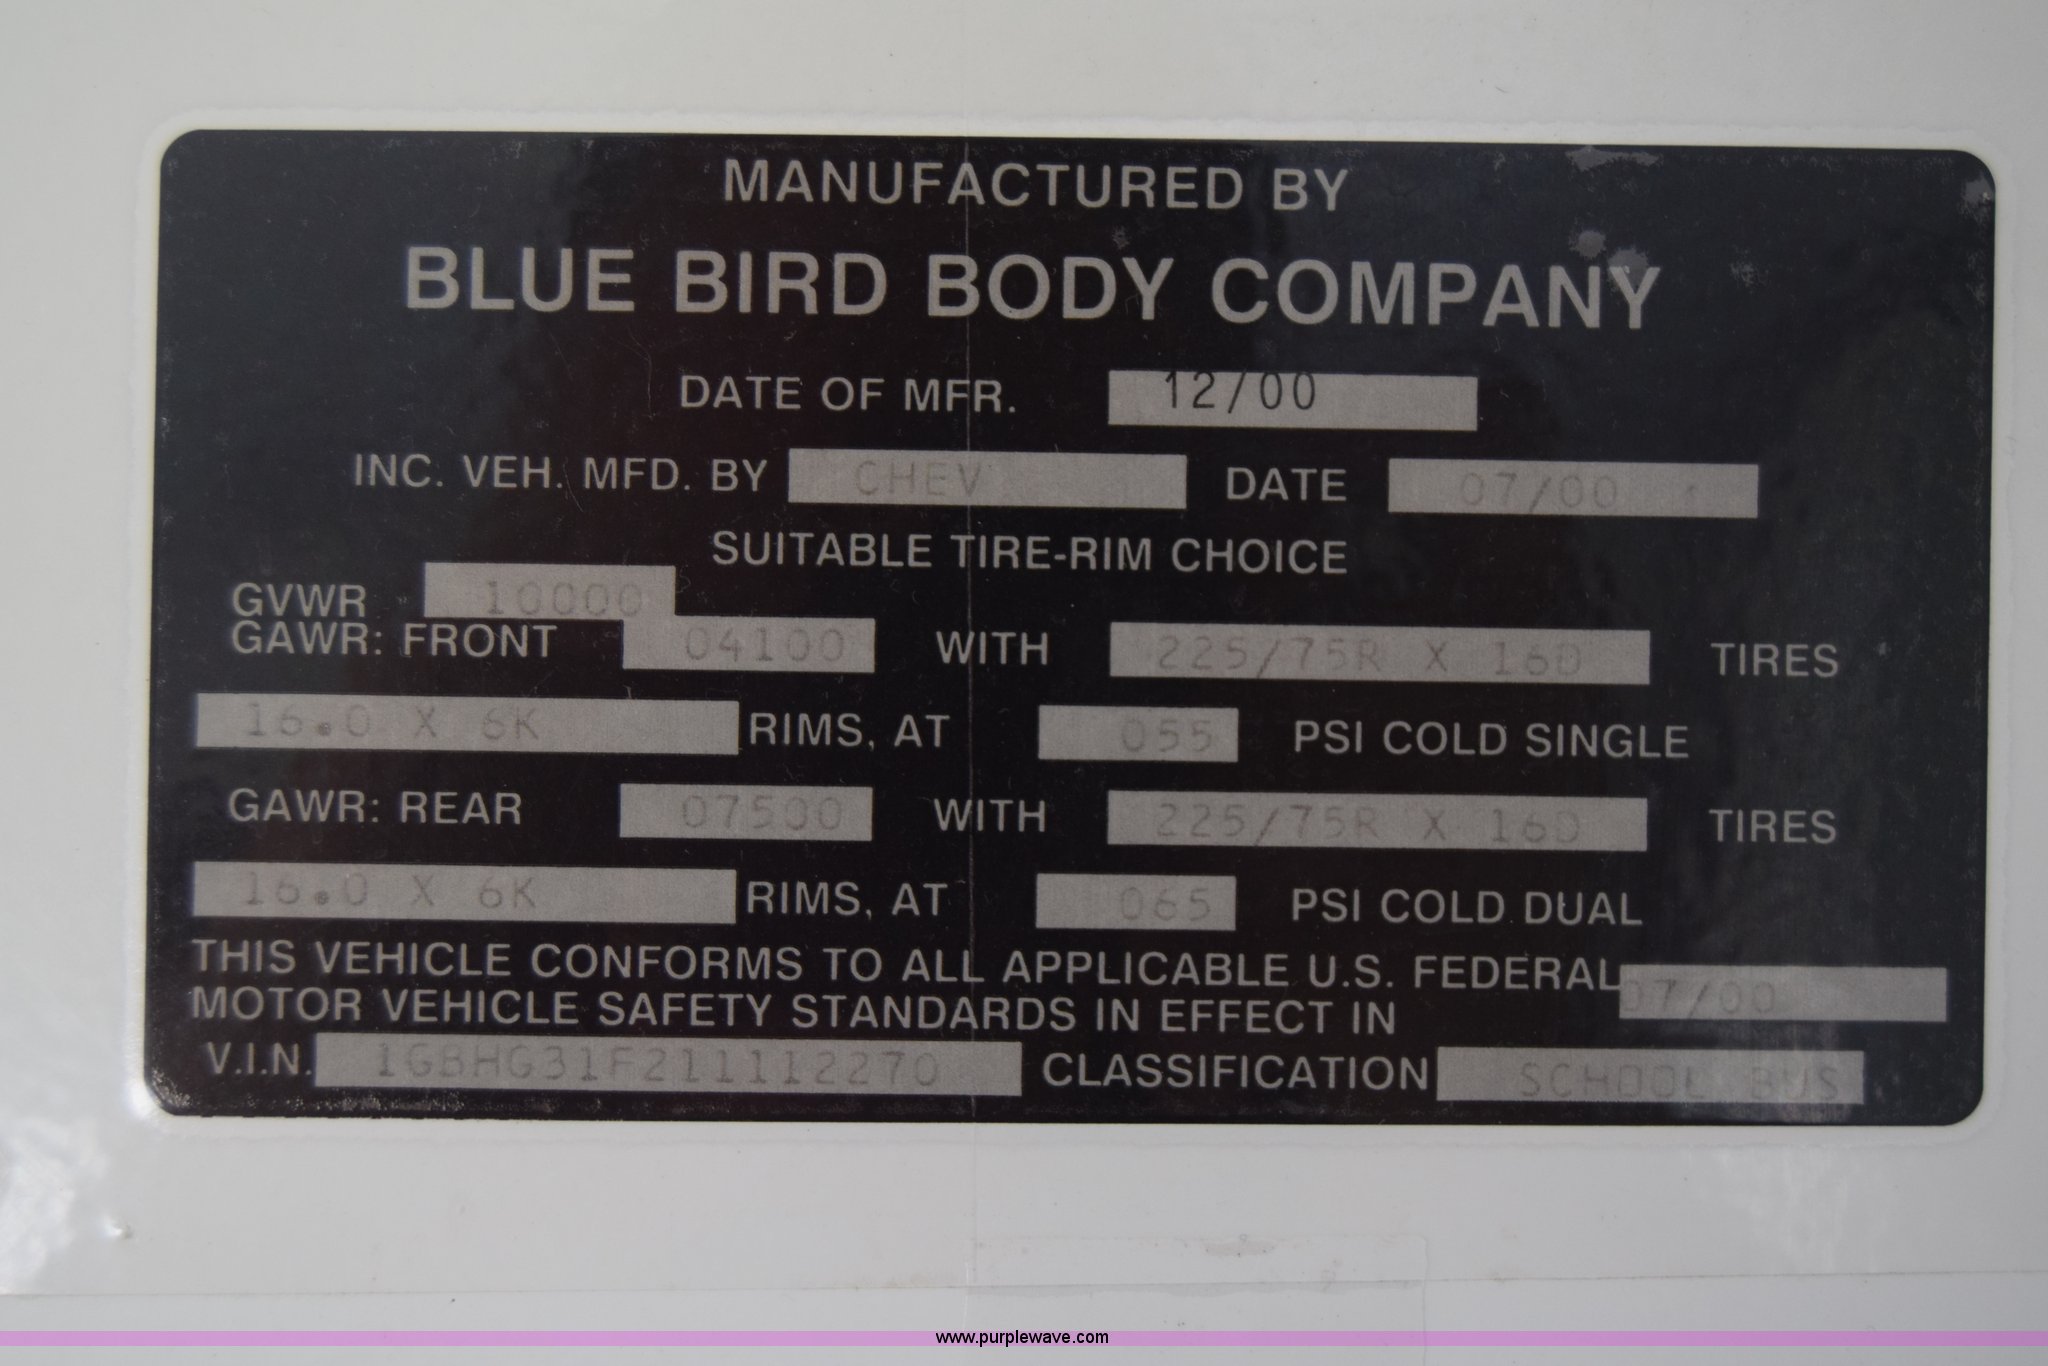 MANUFACTURED BY
BLUE BIRD BODY COMPANY
DATE OF MFR. 12/00
INC. VEH. MFD. BY CHEV DATE 07/00
SUITABLE TIRE-RIM CHOICE
GVWR 10000
GAWR: FRONT 04100 WITH 225/75R X 16D TIRES
16.0 X 6K RIMS, AT 055 PSI COLD SINGLE
GAWR: REAR 07500 WITH 225/75R X 16D TIRES
16.0 X 6K RIMS, AT 065 PSI COLD DUAL
THIS VEHICLE CONFORMS TO ALL APPLICABLE U.S. FEDERAL
MOTOR VEHICLE SAFETY STANDARDS IN EFFECT IN 07/00
V.I.N. 1GBHG31F211112270 CLASSIFICATION SCHOOL BUS
www.purplewave.com